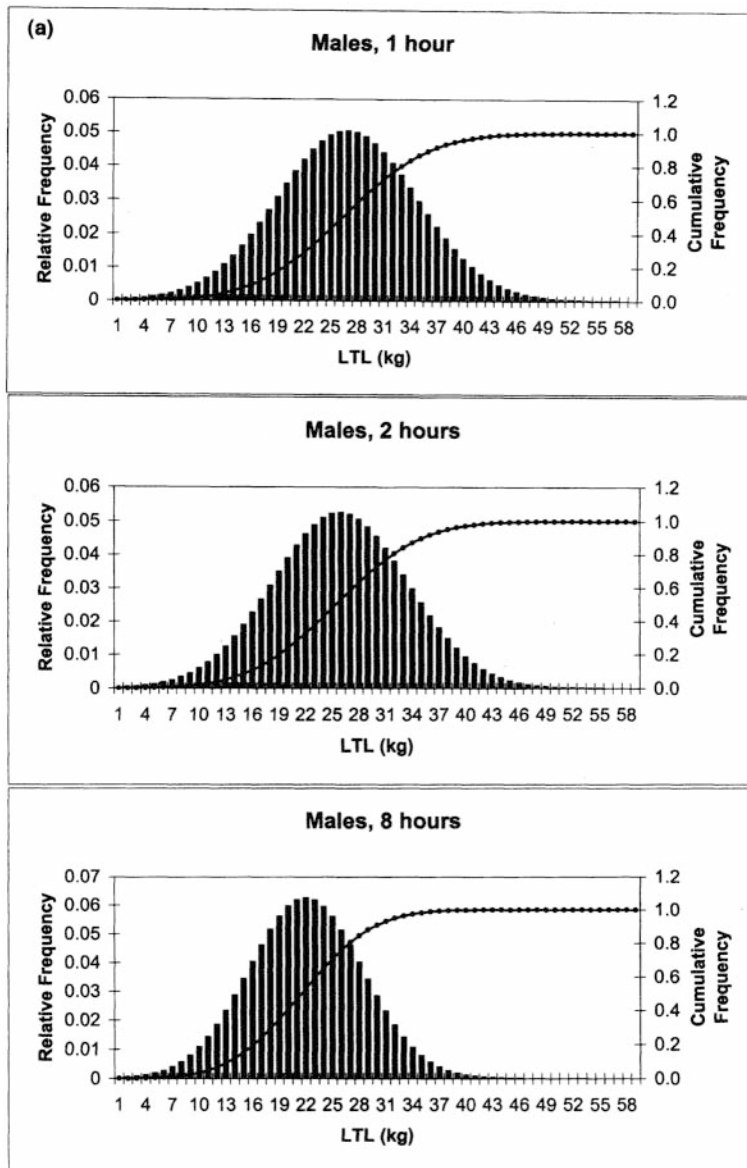 (a)
Males, 1 hour
Relative Frequency
0.06
0.05
0.04
0.03
0.02
0.01
0
1.2
1.0
0.8
0.6
0.4
0.2
0.0
Cumulative
Frequency
1 4 7 10 13 16 19 22 25 28 31 34 37 40 43 46 49 52 55 58
LTL (kg)
Males, 2 hours
Relative Frequency
0.06
0.05
0.04
0.03
0.02
0.01
0
1.2
1.0
0.8
0.6
0.4
0.2
0.0
Cumulative
Frequency
1 4 7 10 13 16 19 22 25 28 31 34 37 40 43 46 49 52 55 58
LTL (kg)
Males, 8 hours
Relative Frequency
0.07
0.06
0.05
0.04
0.03
0.02
0.01
0
1.2
1.0
0.8
0.6
0.4
0.2
0.0
Cumulative
Frequency
1 4 7 10 13 16 19 22 25 28 31 34 37 40 43 46 49 52 55 58
LTL (kg)